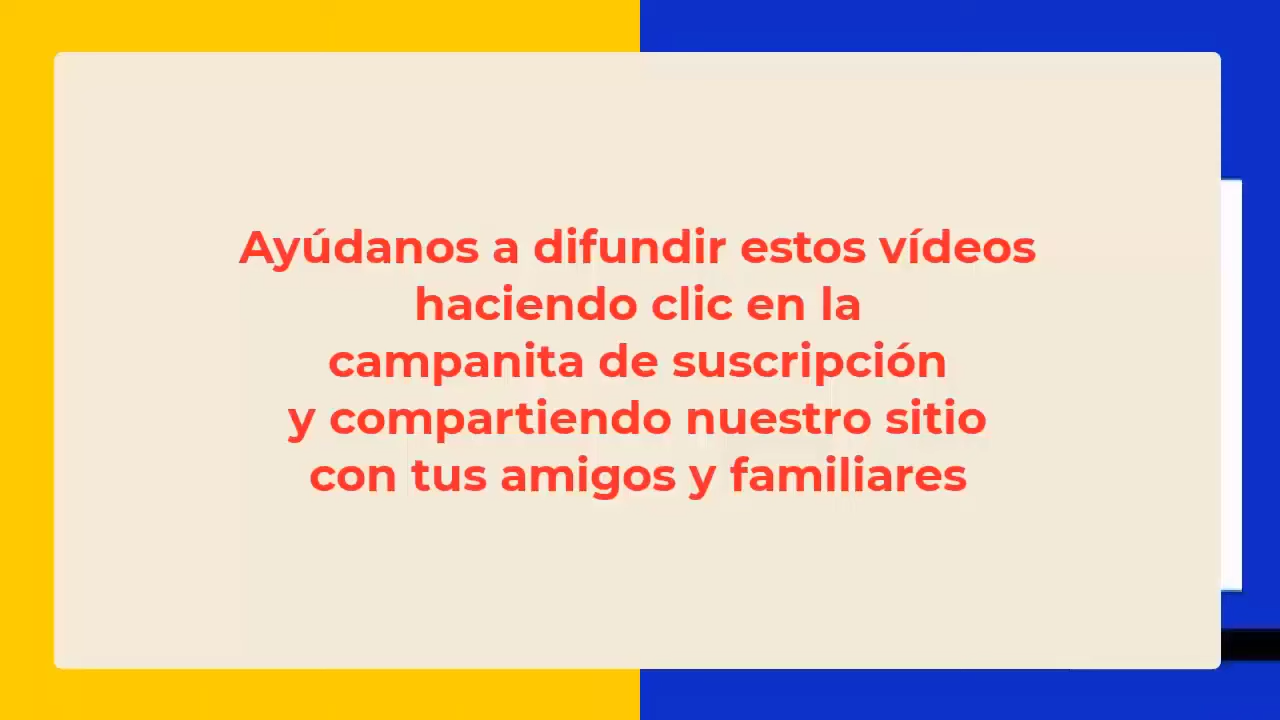 Ayúdanos a difundir estos vídeos
haciendo clic en la
campanita de suscripción
y compartiendo nuestro sitio
con tus amigos y familiares